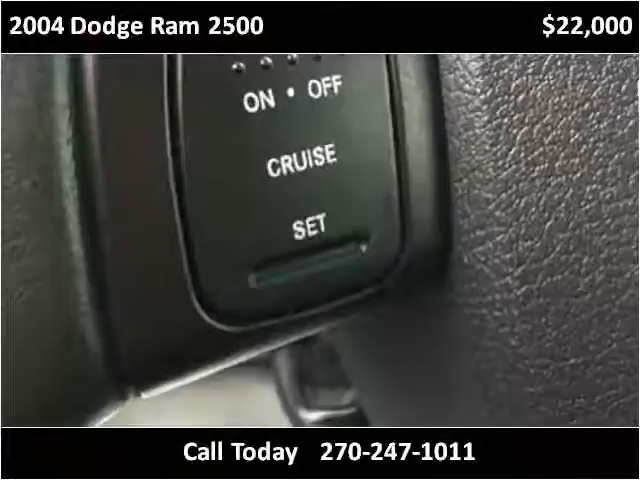 2004 Dodge Ram 2500 $22,000
ON • OFF
CRUISE
SET
Call Today 270-247-1011